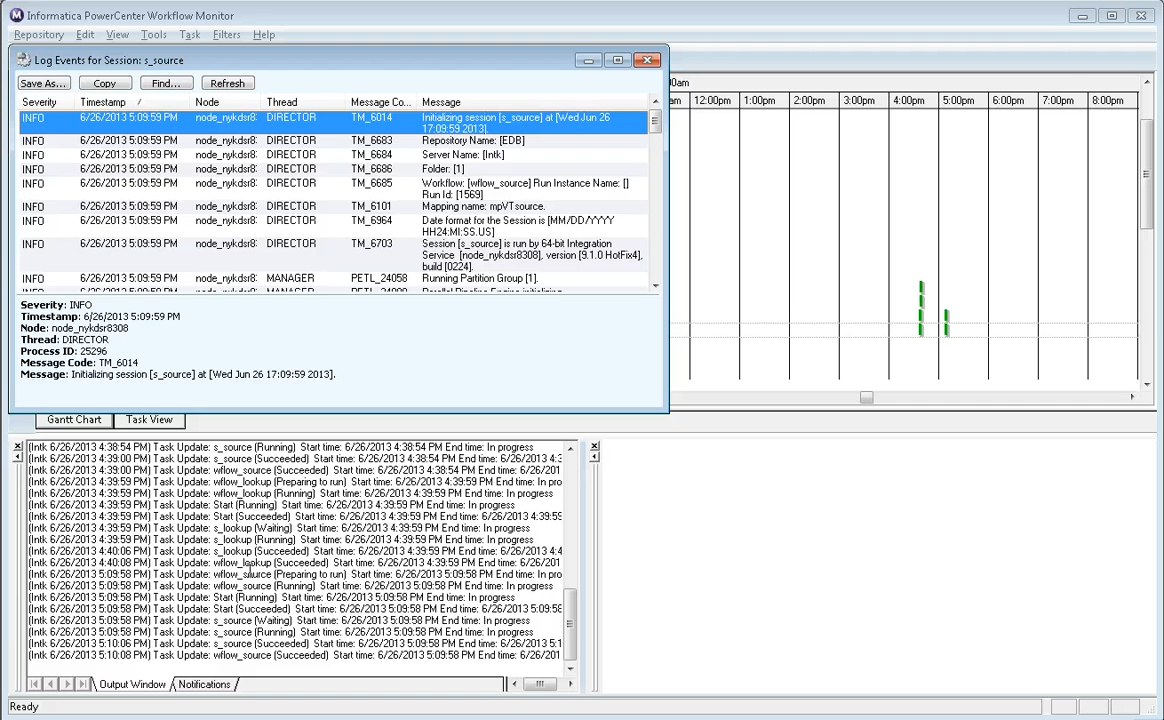 Informatica PowerCenter Workflow Monitor
Repository Edit View Tools Task Filters Help
Log Events for Session: s_source
Save As... Copy Find... Refresh
Severity Timestamp Node Thread Message Co... Message
INFO 6/26/2013 5:09:59 PM node_nykdsr8: DIRECTOR TM_6014 Initializing session [s_source] at [Wed Jun 26
17:09:59 2013].
INFO 6/26/2013 5:09:59 PM node_nykdsr8: DIRECTOR TM_6683 Repository Name: [EDB]
INFO 6/26/2013 5:09:59 PM node_nykdsr8: DIRECTOR TM_6684 Server Name: [Intk]
INFO 6/26/2013 5:09:59 PM node_nykdsr8: DIRECTOR TM_6686 Folder: [1]
INFO 6/26/2013 5:09:59 PM node_nykdsr8: DIRECTOR TM_6685 Workflow: [wflow_source] Run Instance Name: []
Run Id: [1569]
INFO 6/26/2013 5:09:59 PM node_nykdsr8: DIRECTOR TM_6101 Mapping name: mpVTsource.
INFO 6/26/2013 5:09:59 PM node_nykdsr8: DIRECTOR TM_6964 Date format for the Session is [MM/DD/YYYY
HH24:MI:SS.US]
INFO 6/26/2013 5:09:59 PM node_nykdsr8: DIRECTOR TM_6703 Session [s_source] is run by 64-bit Integration
Service [node_nykdsr8308], version [9.1.0 HotFix4],
build [0224].
INFO 6/26/2013 5:09:59 PM node_nykdsr8: MANAGER PETL_24058 Running Partition Group [1].
Severity: INFO
Timestamp: 6/26/2013 5:09:59 PM
Node: node_nykdsr8308
Thread: DIRECTOR
Process ID: 25296
Message Code: TM_6014
Message: Initializing session [s_source] at [Wed Jun 26 17:09:59 2013].
0am
am 12:00pm 1:00pm 2:00pm 3:00pm 4:00pm 5:00pm 6:00pm 7:00pm 8:00pm
Gantt Chart Task View
(Intk 6/26/2013 4:38:54 PM) Task Update: s_source (Running) Start time: 6/26/2013 4:38:54 PM End time: In progress
(Intk 6/26/2013 4:39:00 PM) Task Update: s_source (Succeeded) Start time: 6/26/2013 4:38:54 PM End time: 6/26/201
(Intk 6/26/2013 4:39:00 PM) Task Update: wflow_source (Succeeded) Start time: 6/26/2013 4:38:54 PM End time: 6/26/201
(Intk 6/26/2013 4:39:59 PM) Task Update: wflow_lookup (Preparing to run) Start time: 6/26/2013 4:39:59 PM End time: In pro
(Intk 6/26/2013 4:39:59 PM) Task Update: wflow_lookup (Running) Start time: 6/26/2013 4:39:59 PM End time: In progress
(Intk 6/26/2013 4:39:59 PM) Task Update: Start (Running) Start time: 6/26/2013 4:39:59 PM End time: In progress
(Intk 6/26/2013 4:39:59 PM) Task Update: Start (Succeeded) Start time: 6/26/2013 4:39:59 PM End time: 6/26/2013 4:39:59
(Intk 6/26/2013 4:39:59 PM) Task Update: s_lookup (Waiting) Start time: 6/26/2013 4:39:59 PM End time: In progress
(Intk 6/26/2013 4:39:59 PM) Task Update: s_lookup (Running) Start time: 6/26/2013 4:39:59 PM End time: In progress
(Intk 6/26/2013 4:40:06 PM) Task Update: s_lookup (Succeeded) Start time: 6/26/2013 4:39:59 PM End time: 6/26/2013 4:4
(Intk 6/26/2013 4:40:08 PM) Task Update: wflow_lookup (Succeeded) Start time: 6/26/2013 4:39:59 PM End time: 6/26/201
(Intk 6/26/2013 5:09:58 PM) Task Update: wflow_source (Preparing to run) Start time: 6/26/2013 5:09:58 PM End time: In pro
(Intk 6/26/2013 5:09:58 PM) Task Update: wflow_source (Running) Start time: 6/26/2013 5:09:58 PM End time: In progress
(Intk 6/26/2013 5:09:58 PM) Task Update: Start (Running) Start time: 6/26/2013 5:09:58 PM End time: In progress
(Intk 6/26/2013 5:09:58 PM) Task Update: Start (Succeeded) Start time: 6/26/2013 5:09:58 PM End time: 6/26/2013 5:09:58
(Intk 6/26/2013 5:09:58 PM) Task Update: s_source (Waiting) Start time: 6/26/2013 5:09:58 PM End time: In progress
(Intk 6/26/2013 5:09:58 PM) Task Update: s_source (Running) Start time: 6/26/2013 5:09:58 PM End time: In progress
(Intk 6/26/2013 5:10:06 PM) Task Update: s_source (Succeeded) Start time: 6/26/2013 5:09:58 PM End time: 6/26/2013 5:1
(Intk 6/26/2013 5:10:08 PM) Task Update: wflow_source (Succeeded) Start time: 6/26/2013 5:09:58 PM End time: 6/26/201
Output Window Notifications
Ready